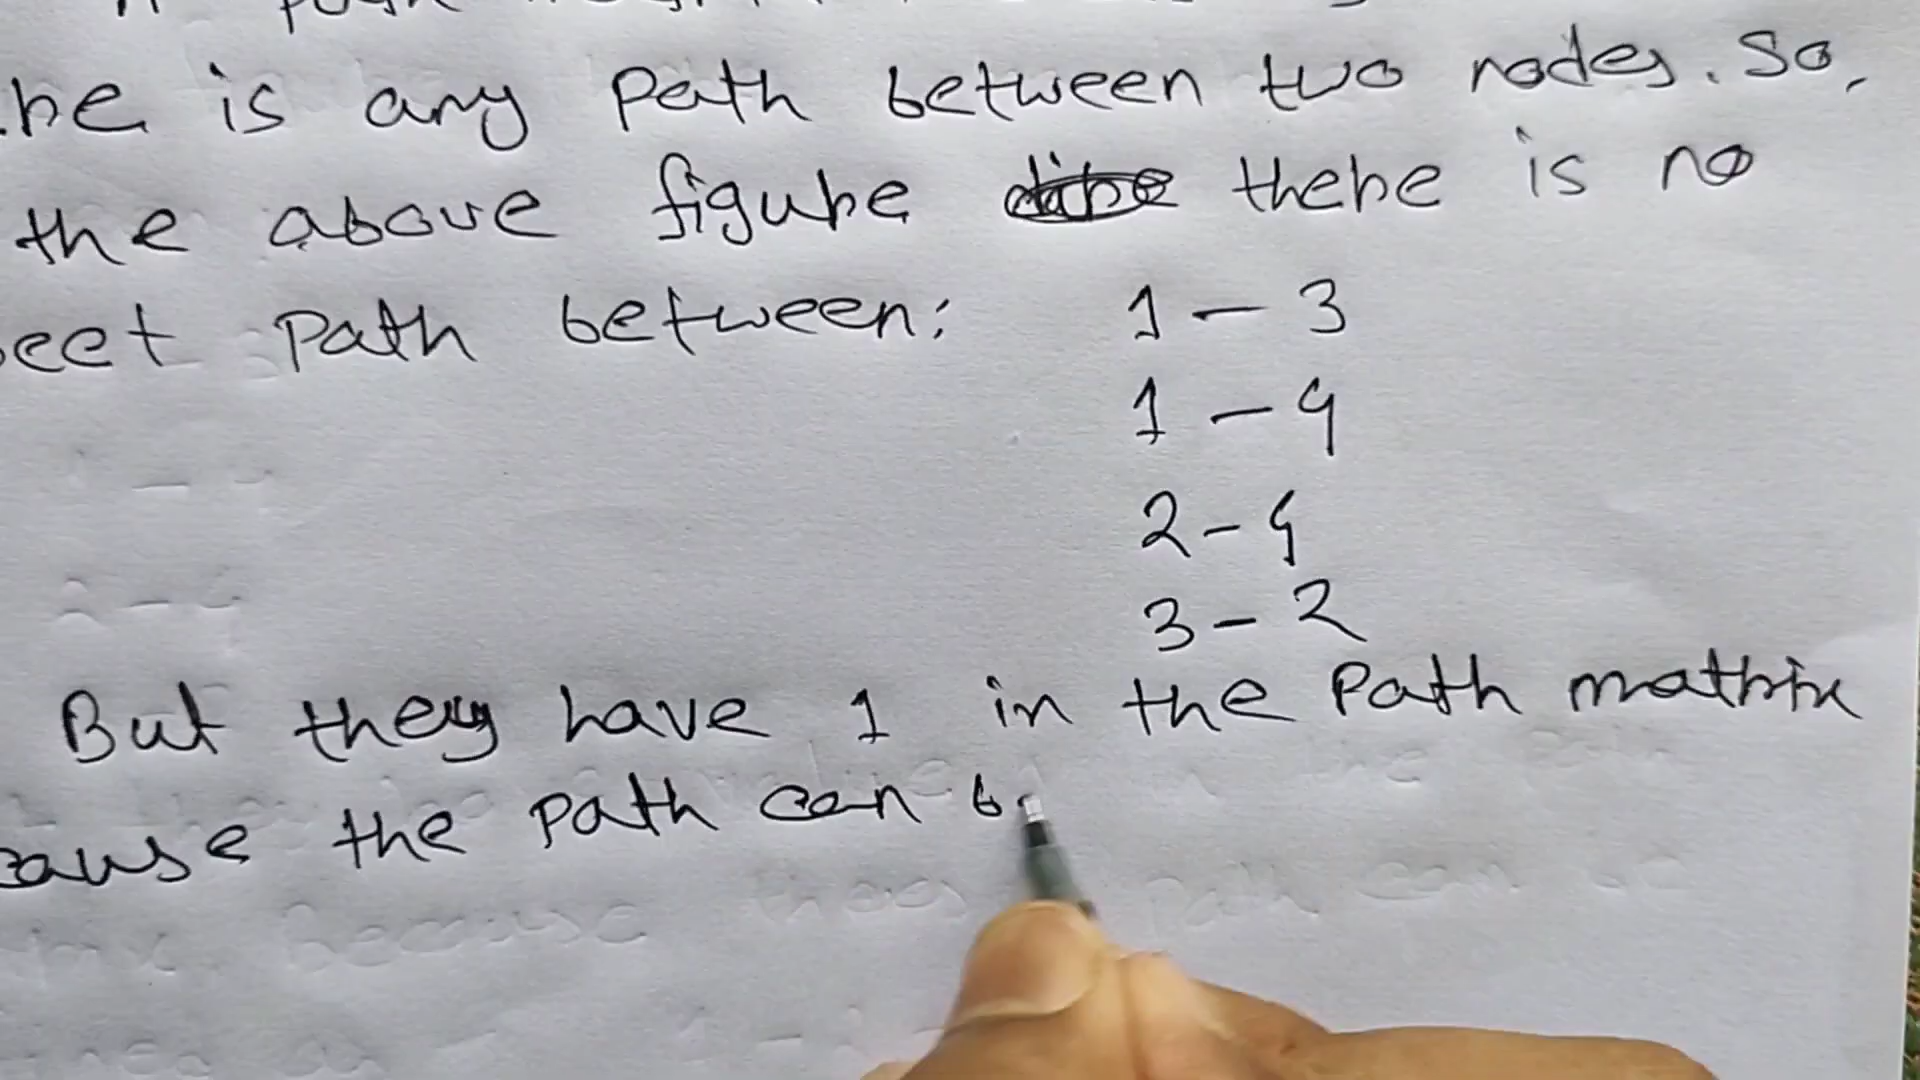 is any path between two nodes. So,
the above figure there is no
path between: 1 - 3
1 - 4
2 - 4
3 - 2
But they have 1 in the path matrix
the path can